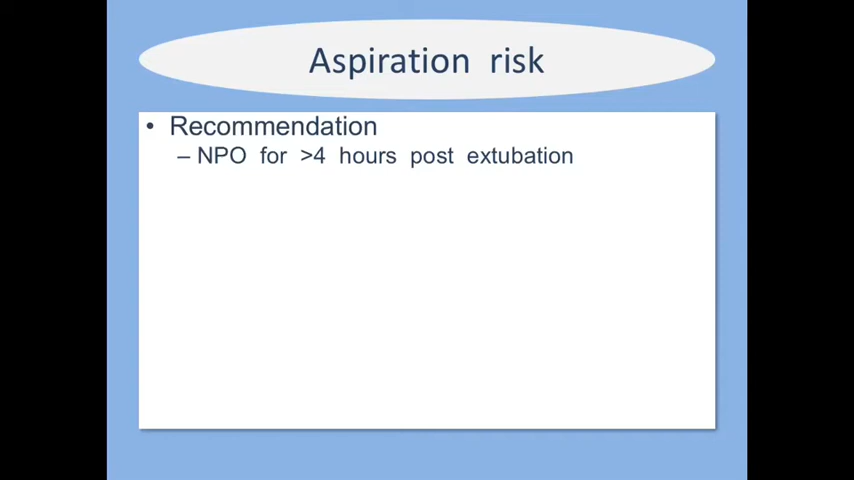 Aspiration risk
• Recommendation
– NPO for >4 hours post extubation